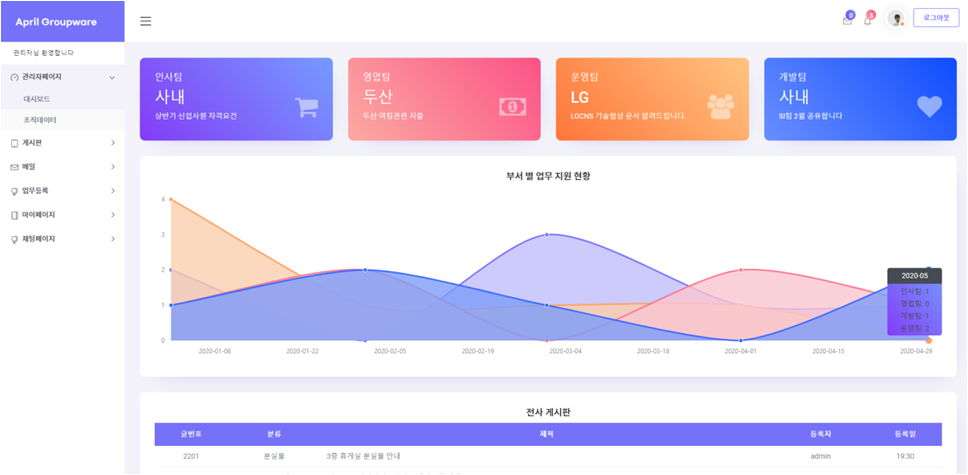 April Groupware
0
3
로그아웃
관리자님 환영합니다
관리자페이지
대시보드
조직데이터
게시판
메일
업무등록
마이페이지
채팅페이지
인사팀
사내
상반기 신입사원 자격요건
영업팀
두산
두산 미팅관련 지출
운영팀
LG
LGCNS 기술협상 문서 알려드립니다.
개발팀
사내
SI팀 2월 공유합니다
부서 별 업무 지원 현황
4
3
2
1
0
2020-05
인사팀: 1
영업팀: 0
개발팀: 1
운영팀: 2
2020-01-08 2020-01-22 2020-02-05 2020-02-19 2020-03-04 2020-03-18 2020-04-01 2020-04-15 2020-04-29
전사 게시판
글번호 분류 제목 등록자 등록일
2201 분실물 3층 휴게실 분실물 안내 admin 19:30